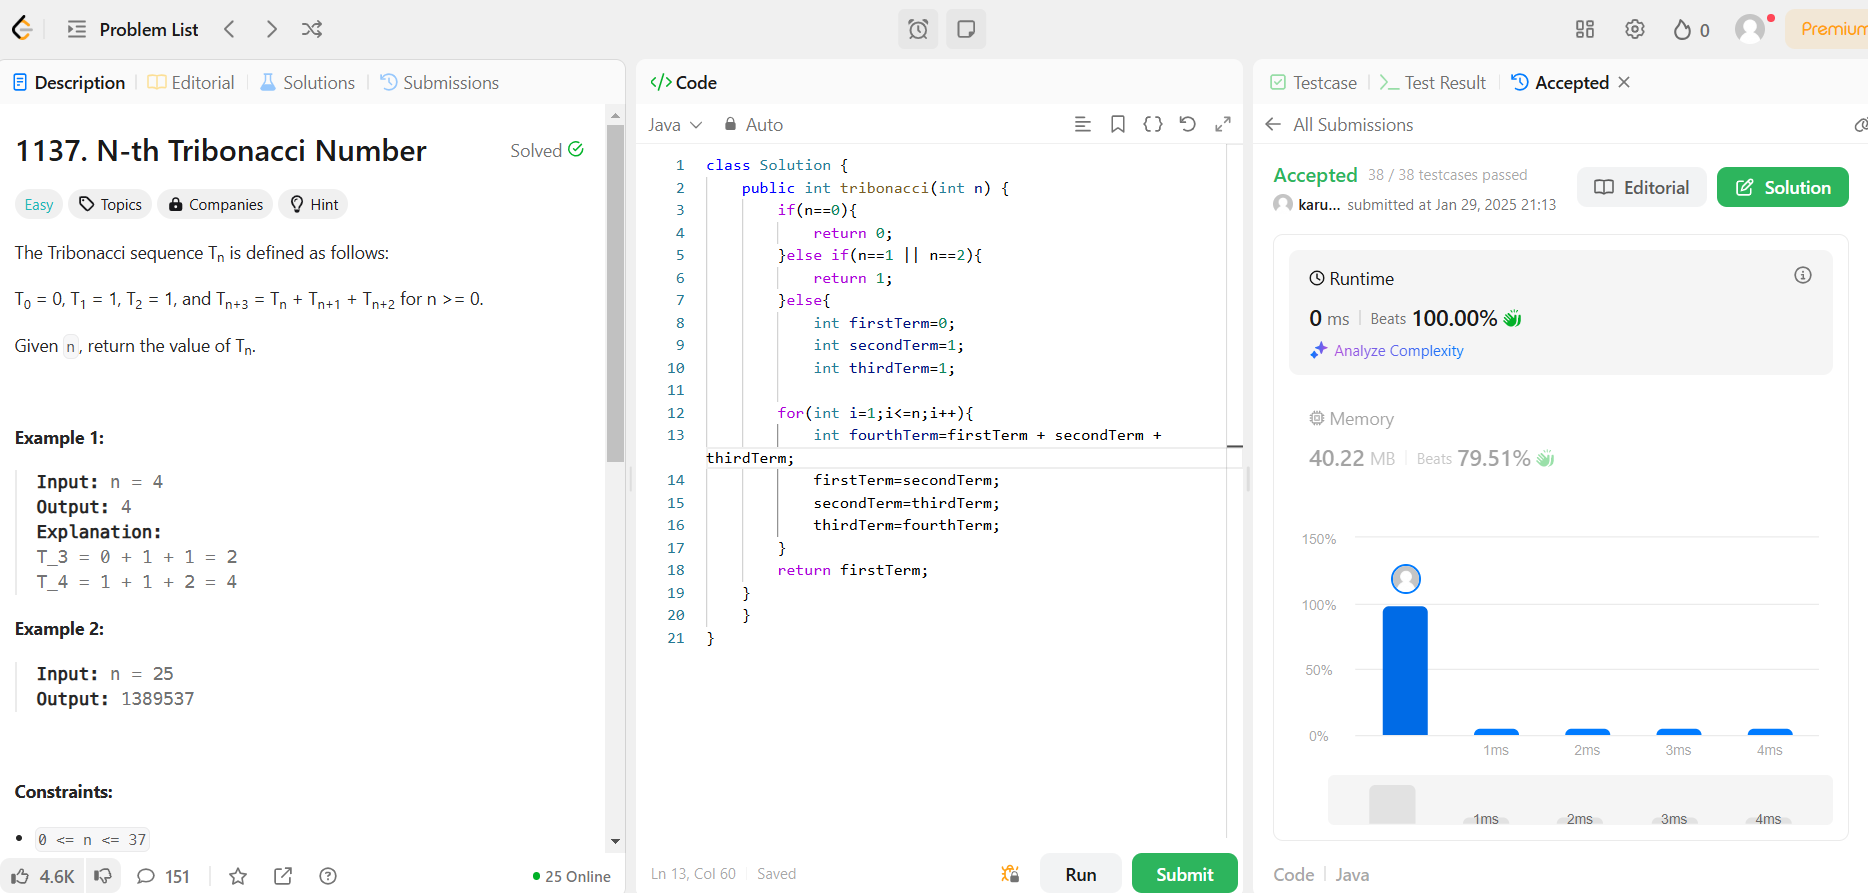 Problem List
0
Premium
Description
Editorial
Solutions
Submissions
1137. N-th Tribonacci Number
Solved
Easy
Topics
Companies
Hint
The Tribonacci sequence Tn is defined as follows:
T0 = 0, T1 = 1, T2 = 1, and Tn+3 = Tn + Tn+1 + Tn+2 for n >= 0.
Given n, return the value of Tn.
Example 1:
Input: n = 4
Output: 4
Explanation:
T_3 = 0 + 1 + 1 = 2
T_4 = 1 + 1 + 2 = 4
Example 2:
Input: n = 25
Output: 1389537
Constraints:
• 0 <= n <= 37
4.6K
151
25 Online
</> Code
Java
Auto
1 class Solution {
2 public int tribonacci(int n) {
3 if(n==0){
4 return 0;
5 }else if(n==1 || n==2){
6 return 1;
7 }else{
8 int firstTerm=0;
9 int secondTerm=1;
10 int thirdTerm=1;
11
12 for(int i=1;i<=n;i++){
13 int fourthTerm=firstTerm + secondTerm +
thirdTerm;
14 firstTerm=secondTerm;
15 secondTerm=thirdTerm;
16 thirdTerm=fourthTerm;
17 }
18 return firstTerm;
19 }
20 }
21 }
Ln 13, Col 60
Saved
Run
Submit
Testcase
Test Result
Accepted
All Submissions
Accepted 38 / 38 testcases passed
karu... submitted at Jan 29, 2025 21:13
Editorial
Solution
Runtime
0 ms
Beats 100.00%
Analyze Complexity
Memory
40.22 MB
Beats 79.51%
150%
100%
50%
0%
1ms
2ms
3ms
4ms
1ms
2ms
3ms
4ms
Code
Java